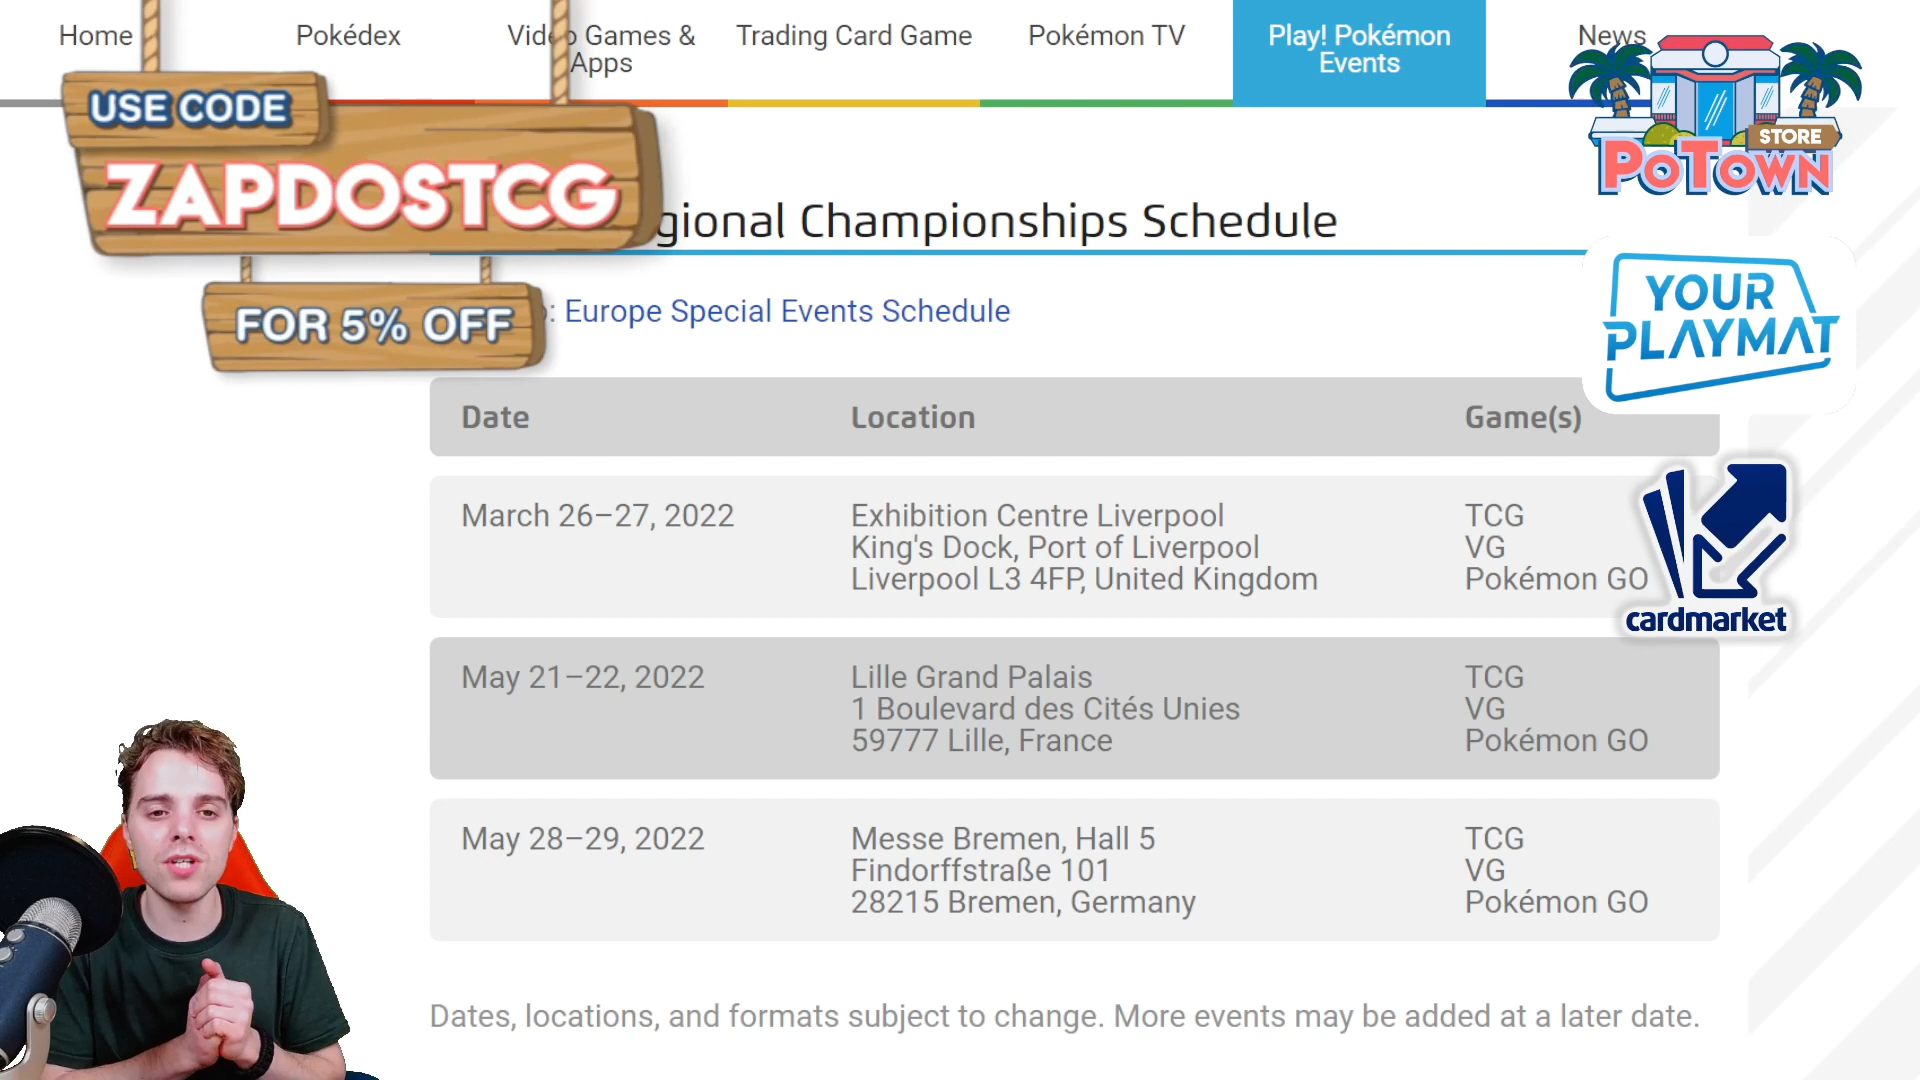 Home
Pokédex
Video Games &
Apps
Trading Card Game
Pokémon TV
Play! Pokémon
Events
News
USE CODE
ZAPDOSTCG
FOR 5% OFF
STORE
POTOWN
gional Championships Schedule
YOUR
PLAYMAT
: Europe Special Events Schedule
Date
Location
Game(s)
March 26–27, 2022
Exhibition Centre Liverpool
King's Dock, Port of Liverpool
Liverpool L3 4FP, United Kingdom
TCG
VG
Pokémon GO
cardmarket
May 21–22, 2022
Lille Grand Palais
1 Boulevard des Cités Unies
59777 Lille, France
TCG
VG
Pokémon GO
May 28–29, 2022
Messe Bremen, Hall 5
Findorffstraße 101
28215 Bremen, Germany
TCG
VG
Pokémon GO
Dates, locations, and formats subject to change. More events may be added at a later date.